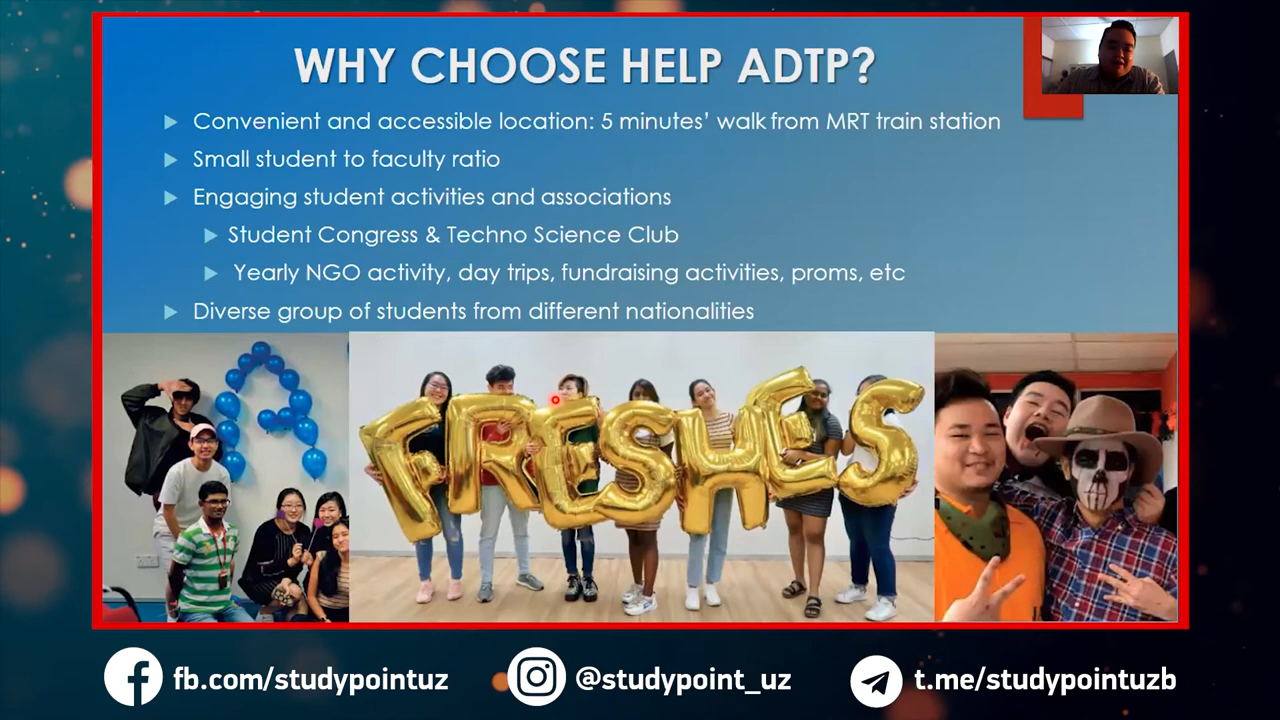 WHY CHOOSE HELP ADTP?
Convenient and accessible location: 5 minutes’ walk from MRT train station
Small student to faculty ratio
Engaging student activities and associations
Student Congress & Techno Science Club
Yearly NGO activity, day trips, fundraising activities, proms, etc
Diverse group of students from different nationalities
FRESHES
fb.com/studypointuz
@studypoint_uz
t.me/studypointuzb